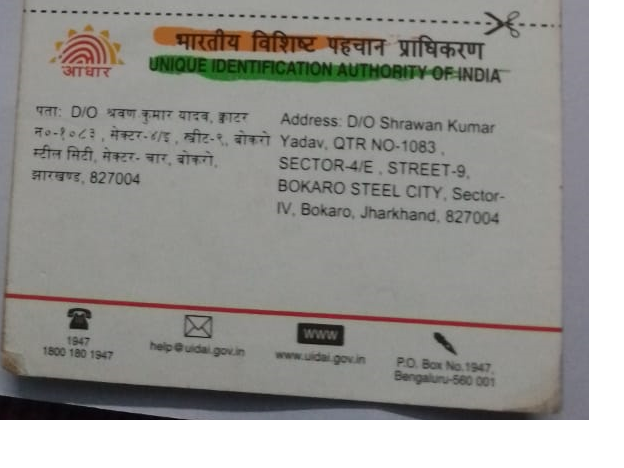 भारतीय विशिष्ट पहचान प्राधिकरण
UNIQUE IDENTIFICATION AUTHORITY OF INDIA
आधार
पता: D/O श्रवण कुमार यादव, क्वाटर
न०-१०८३, सेक्टर-४/ई, स्ट्रीट-९, बोकरो
स्टील सिटी, सेक्टर- चार, बोकरो,
झारखण्ड, 827004
Address: D/O Shrawan Kumar
Yadav, QTR NO-1083 ,
SECTOR-4/E , STREET-9,
BOKARO STEEL CITY, Sector-
IV, Bokaro, Jharkhand, 827004
1947
1800 180 1947
help@uidai.gov.in
www
www.uidai.gov.in
P.O. Box No.1947,
Bengaluru-560 001